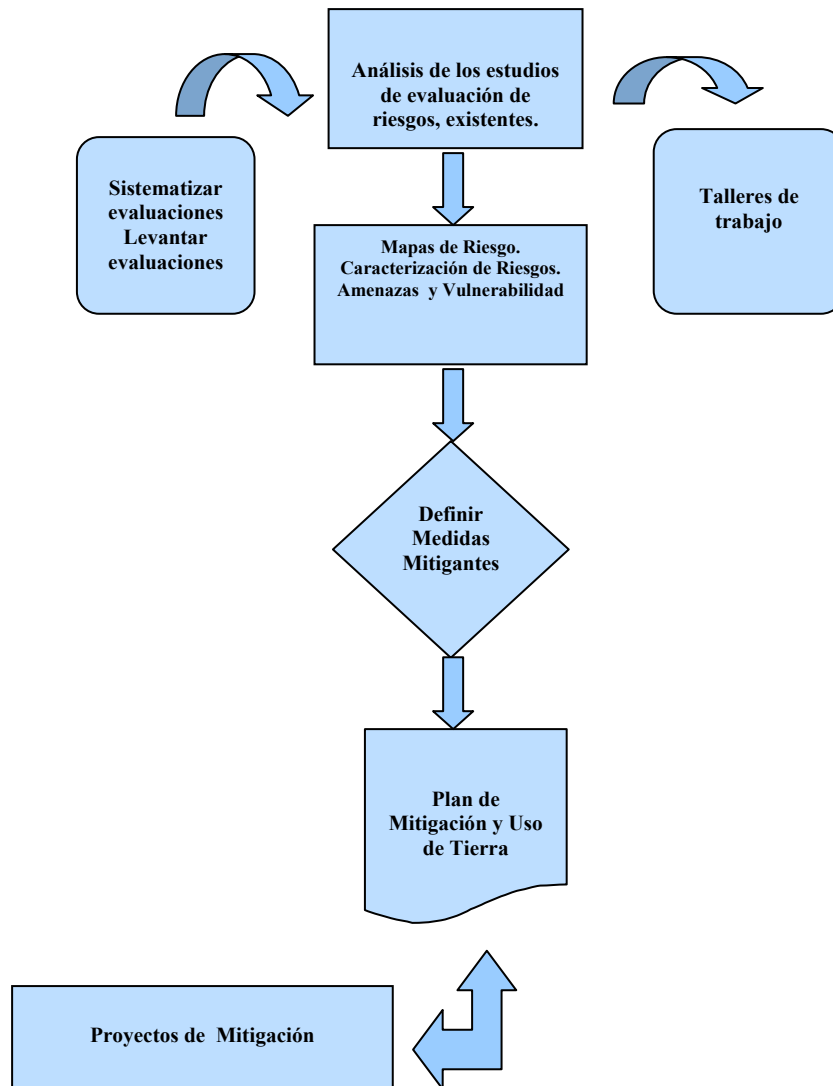 Análisis de los estudios
de evaluación de
riesgos, existentes.
Sistematizar
evaluaciones
Levantar
evaluaciones
Talleres de
trabajo
Mapas de Riesgo.
Caracterización de Riesgos.
Amenazas  y Vulnerabilidad
Definir
Medidas
Mitigantes
Plan de
Mitigación y Uso
de Tierra
Proyectos de  Mitigación